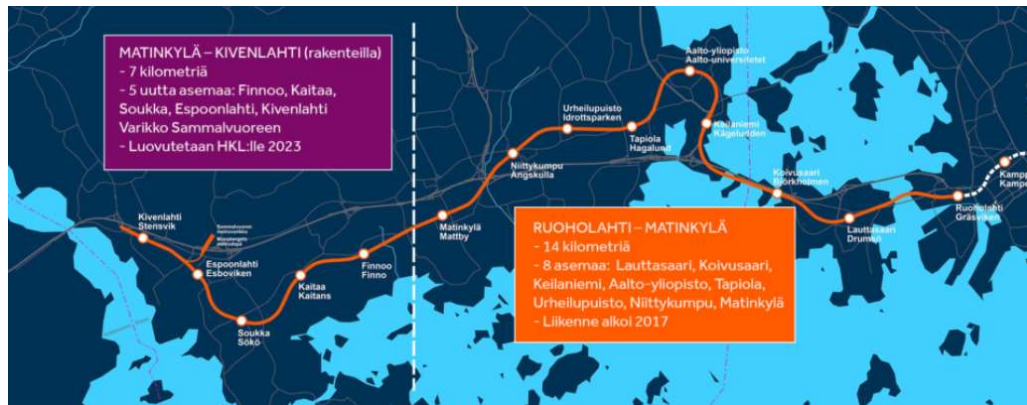 MATINKYLÄ – KIVENLAHTI (rakenteilla)
- 7 kilometriä
- 5 uutta asemaa: Finnoo, Kaitaa,
Soukka, Espoonlahti, Kivenlahti
Varikko Sammalvuoreen
- Luovutetaan HKL:lle 2023
Aalto-yliopisto
Aalto-universitetet
Urheilupuisto
Idrottsparken
Tapiola
Hagalund
Keilaniemi
Kägeludden
Niittykumpu
Ängskulla
Koivusaari
Björkholmen
Kamppi
Kampen
Ruoholahti
Gräsviken
Lauttasaari
Drumsö
Matinkylä
Mattby
Kivenlahti
Stensvik
Espoonlahti
Esboviken
Finnoo
Finno
Kaitaa
Kaitans
Soukka
Sökö
RUOHOLAHTI – MATINKYLÄ
- 14 kilometriä
- 8 asemaa: Lauttasaari, Koivusaari,
Keilaniemi, Aalto-yliopisto, Tapiola,
Urheilupuisto, Niittykumpu, Matinkylä
- Liikenne alkoi 2017